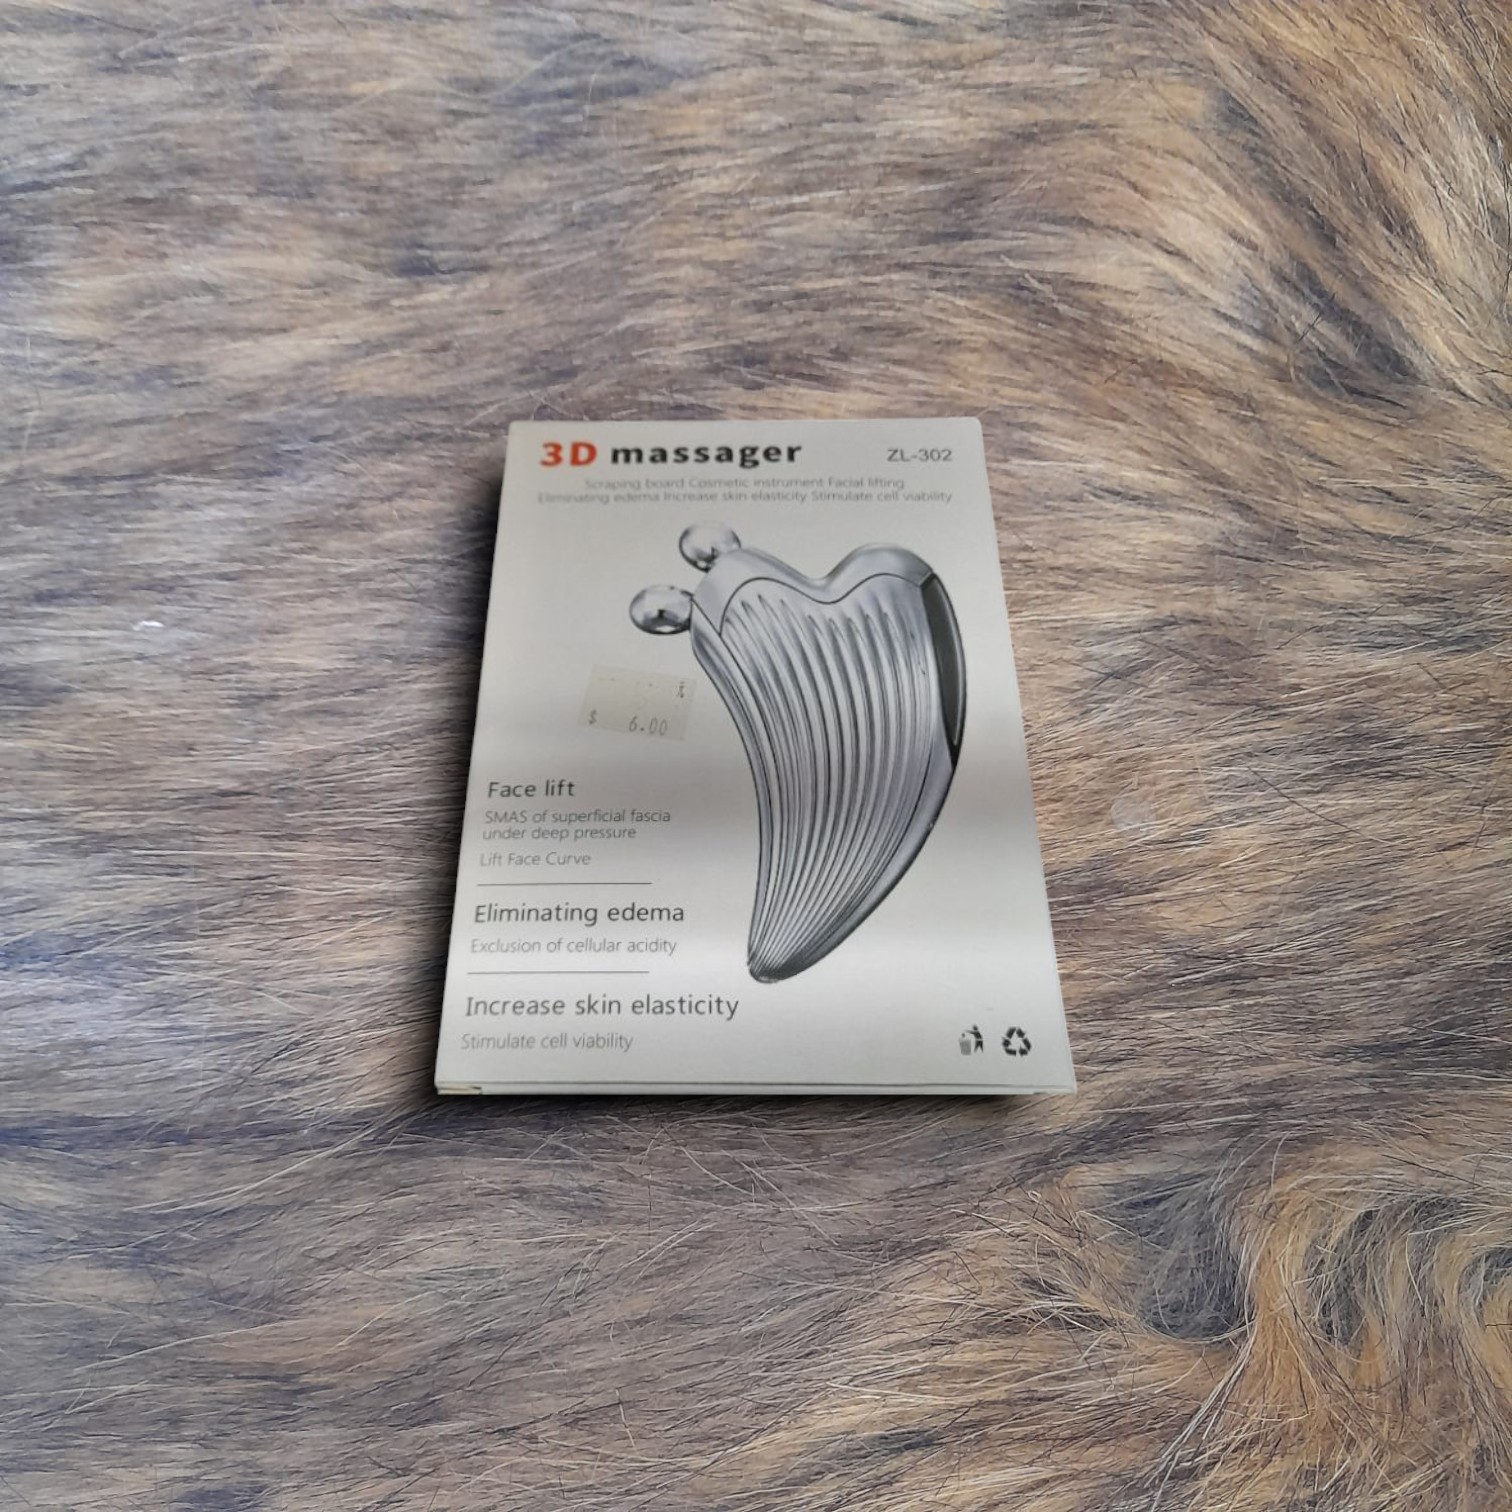 3D massager ZL-302
Scraping board Cosmetic instrument Facial lifting
Eliminating edema Increase skin elasticity Stimulate cell viability
$ 6.00
Face lift
SMAS of superficial fascia
under deep pressure
Lift Face Curve
Eliminating edema
Exclusion of cellular acidity
Increase skin elasticity
Stimulate cell viability